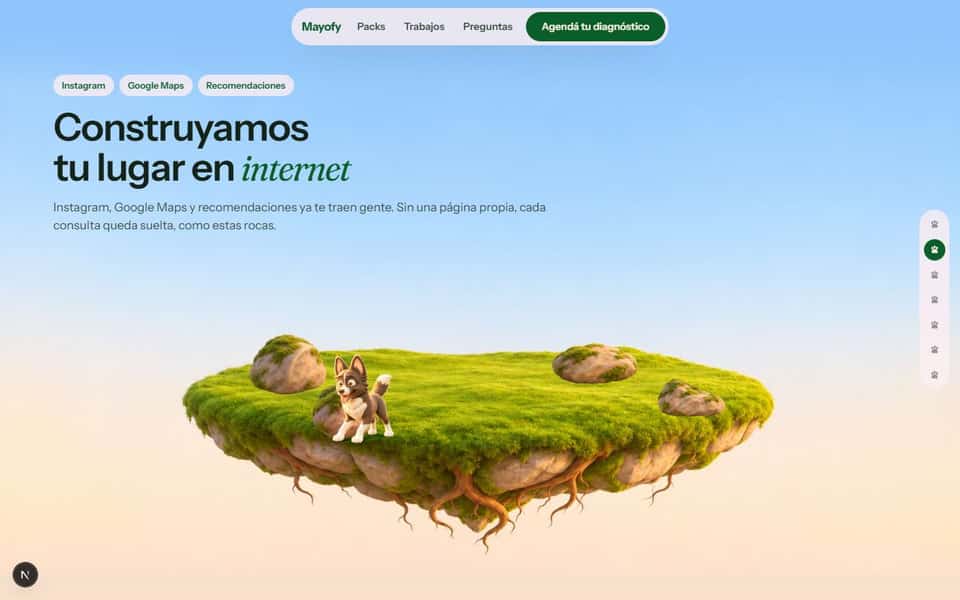 Mayofy Packs Trabajos Preguntas Agendá tu diagnóstico
Instagram Google Maps Recomendaciones
Construyamos
tu lugar en internet
Instagram, Google Maps y recomendaciones ya te traen gente. Sin una página propia, cada
consulta queda suelta, como estas rocas.
N